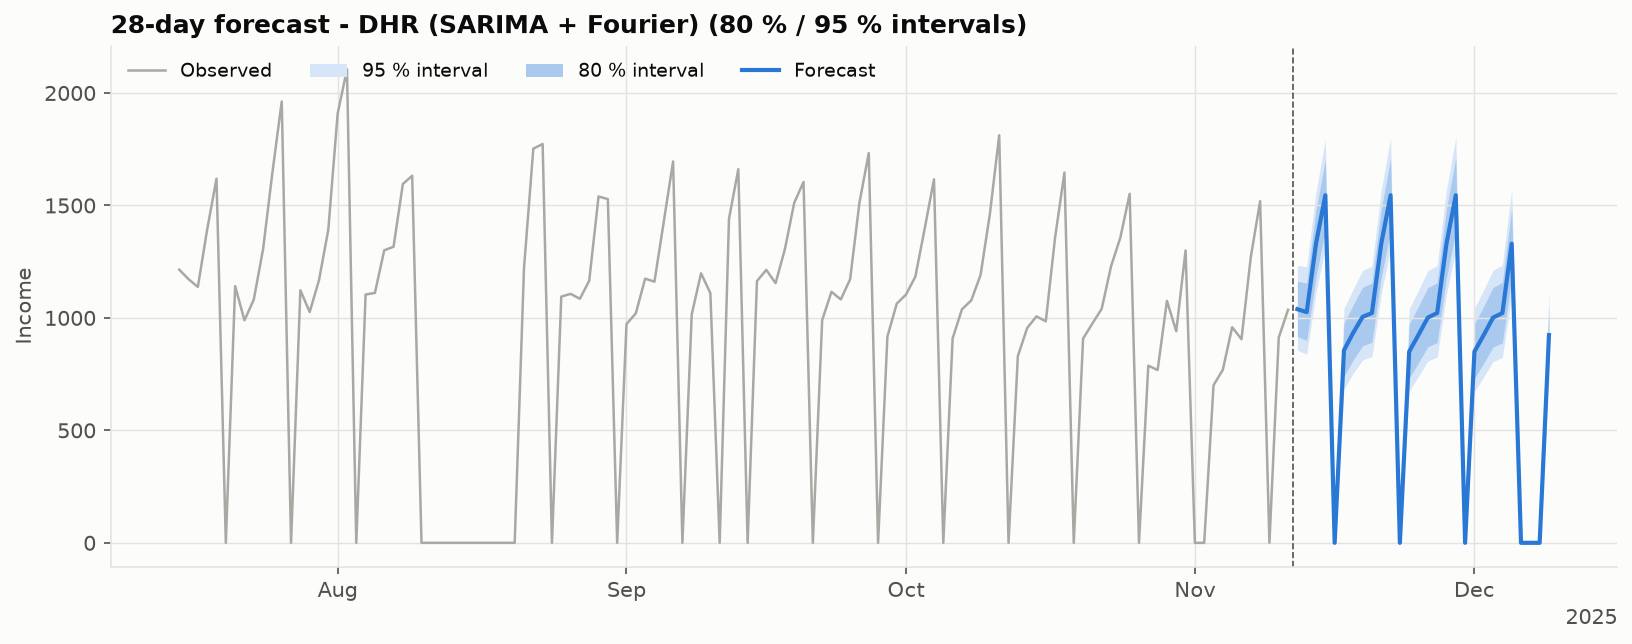 28-day forecast - DHR (SARIMA + Fourier) (80 % / 95 % intervals)
Observed 95 % interval 80 % interval Forecast
2000
1500
1000
500
0
Income
Aug Sep Oct Nov Dec
2025